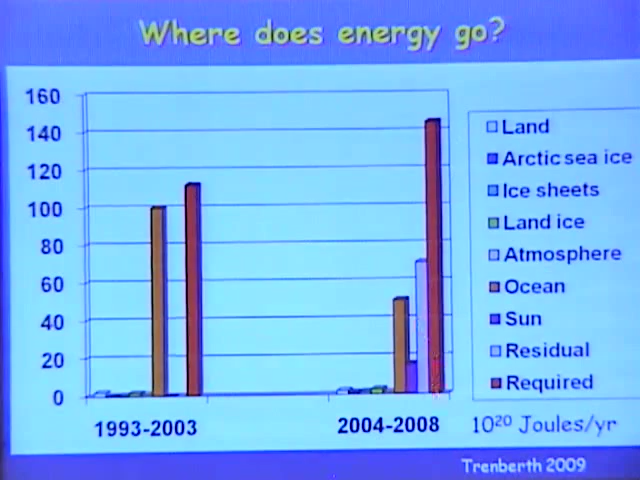 Where does energy go?
160
140
120
100
80
60
40
20
0
1993-2003
2004-2008
Land
Arctic sea ice
Ice sheets
Land ice
Atmosphere
Ocean
Sun
Residual
Required
10²⁰ Joules/yr
Trenberth 2009